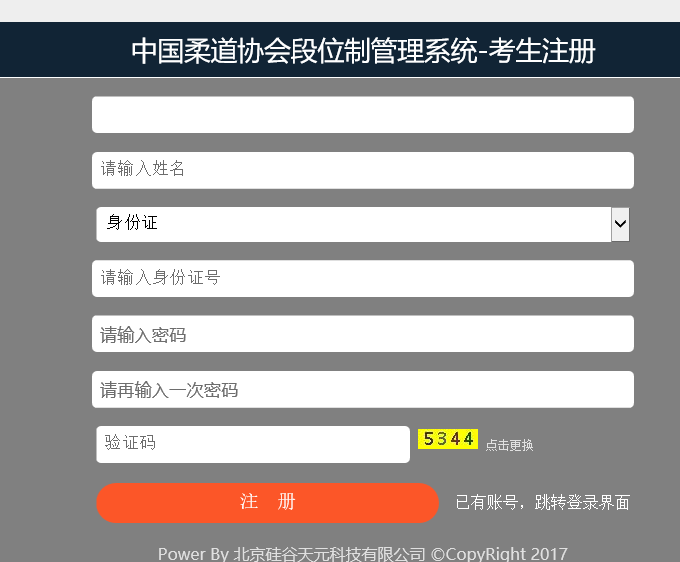 中国柔道协会段位制管理系统-考生注册
请输入姓名
身份证
请输入身份证号
请输入密码
请再输入一次密码
验证码 5344 点击更换
注 册 已有账号，跳转登录界面
Power By 北京硅谷天元科技有限公司 ©CopyRight 2017